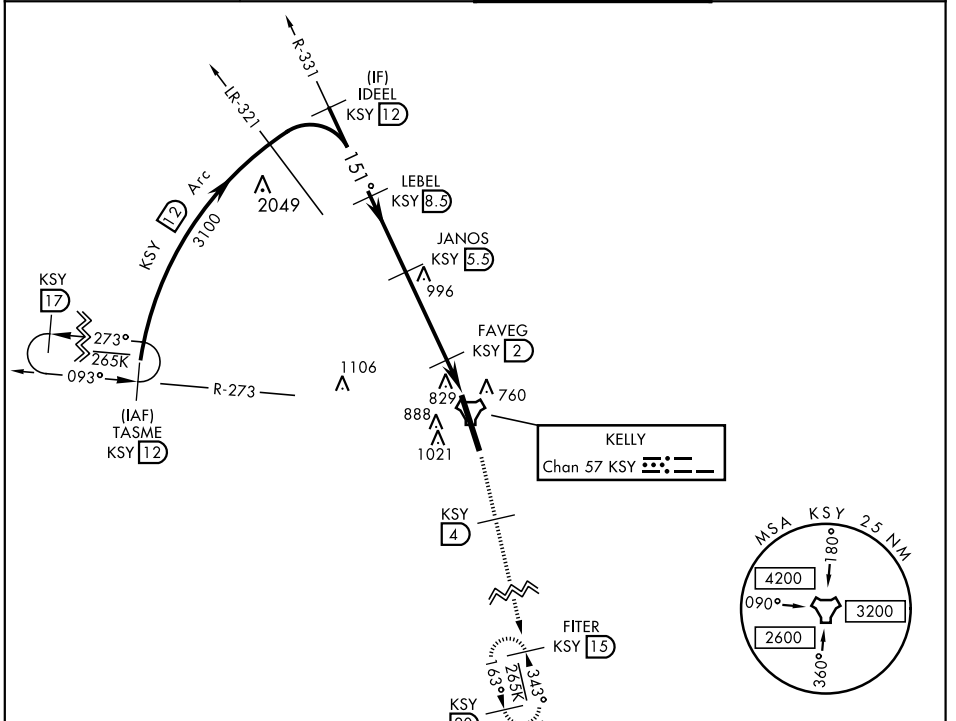 R-331
(IF)
IDEEL
KSY 12
LR-321
151°
LEBEL
KSY 8.5
2049
KSY 12 Arc
3100
JANOS
KSY 5.5
996
KSY
17
273°
265K
093°
R-273
(IAF)
TASME
KSY 12
1106
FAVEG
KSY 2
829
760
888
1021
KELLY
Chan 57 KSY
KSY
4
FITER
KSY 15
163°
265K
343°
KSY
MSA KSY 25 NM
180°
4200
090°
3200
2600
360°